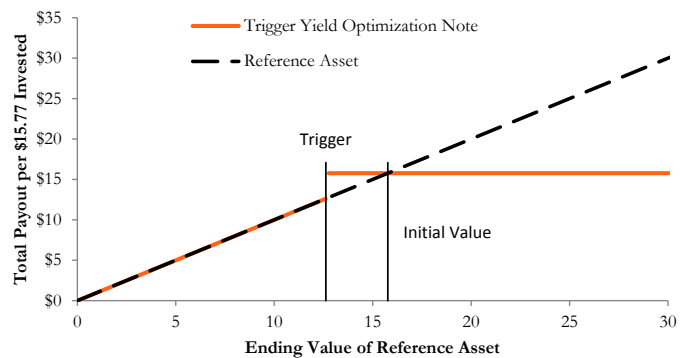 Total Payout per $15.77 Invested
$35
$30
$25
$20
$15
$10
$5
$0
Trigger Yield Optimization Note
Reference Asset
Trigger
Initial Value
0
5
10
15
20
25
30
Ending Value of Reference Asset